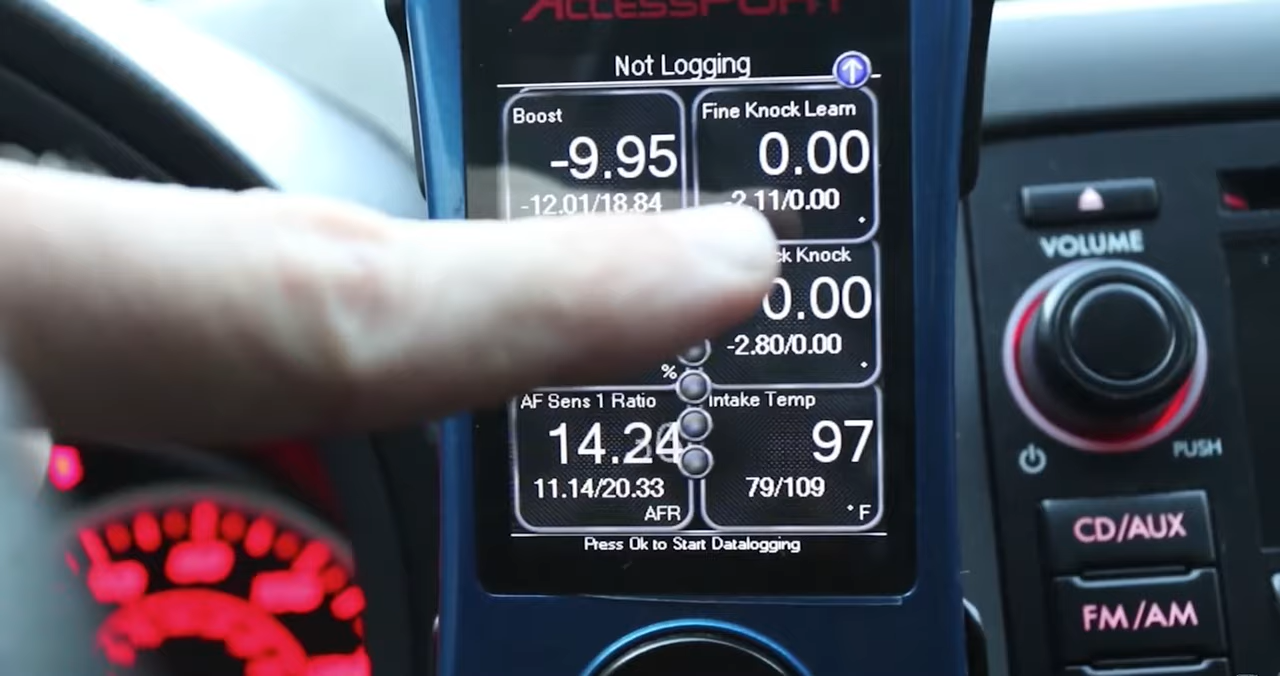 ACCESSPORT
Not Logging
Boost
-9.95
-12.01/18.84
Fine Knock Learn
0.00
-2.11/0.00
°
Knock
0.00
-2.80/0.00
°
%
AF Sens 1 Ratio
14.24
11.14/20.33
AFR
Intake Temp
97
79/109
°F
Press Ok to Start Datalogging
VOLUME
PUSH
CD/AUX
FM/AM